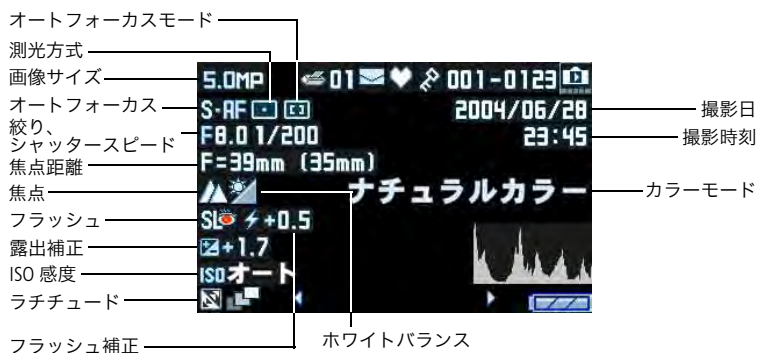 オートフォーカスモード
測光方式
画像サイズ
オートフォーカス
絞り、
シャッタースピード
焦点距離
焦点
フラッシュ
露出補正
ISO 感度
ラチチュード
フラッシュ補正
5.0MP 01 001-0123
S-AF 2004/06/28
F8.0 1/200 23:45
F=39mm (35mm)
ナチュラルカラー
SL +0.5
+1.7
ISO オート
撮影日
撮影時刻
カラーモード
ホワイトバランス